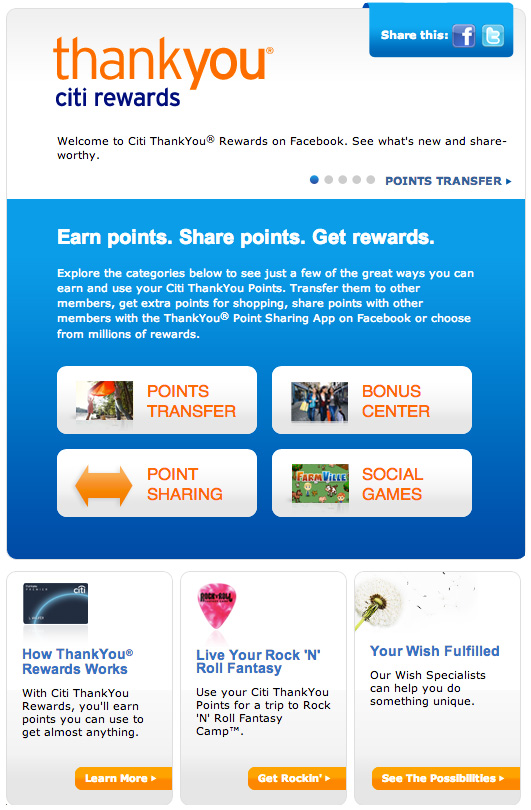 Share this:
thankyou®
citi rewards
Welcome to Citi ThankYou® Rewards on Facebook. See what's new and share-
worthy.
POINTS TRANSFER
Earn points. Share points. Get rewards.
Explore the categories below to see just a few of the great ways you can
earn and use your Citi ThankYou Points. Transfer them to other
members, get extra points for shopping, share points with other
members with the ThankYou® Point Sharing App on Facebook or choose
from millions of rewards.
POINTS
TRANSFER
BONUS
CENTER
POINT
SHARING
FARMVILLE
SOCIAL
GAMES
citi
How ThankYou®
Rewards Works
With Citi ThankYou
Rewards, you'll earn
points you can use to
get almost anything.
Learn More
ROCK N ROLL
Live Your Rock 'N'
Roll Fantasy
Use your Citi ThankYou
Points for a trip to Rock
'N' Roll Fantasy
Camp™.
Get Rockin'
Your Wish Fulfilled
Our Wish Specialists
can help you do
something unique.
See The Possibilities